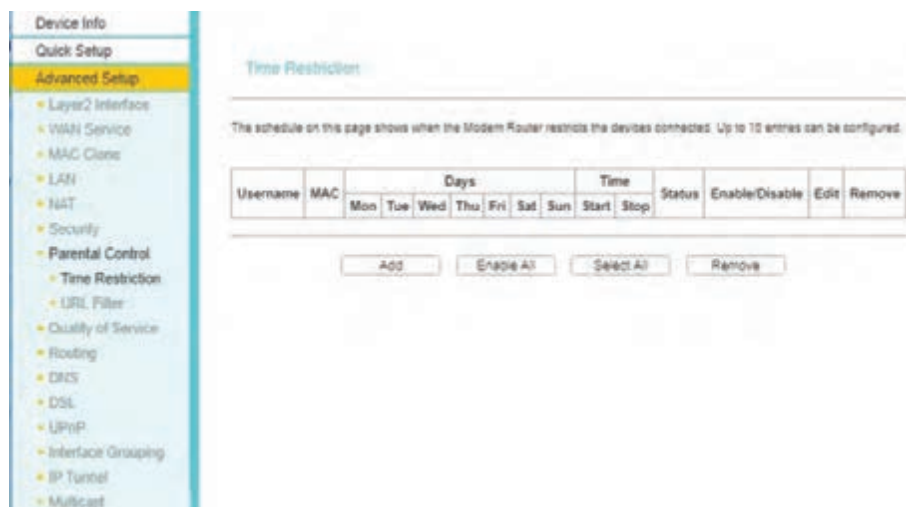 Device Info
Quick Setup
Advanced Setup
Layer2 Interface
WAN Service
MAC Clone
LAN
NAT
Security
Parental Control
Time Restriction
URL Filter
Quality of Service
Routing
DNS
DSL
UPnP
Interface Grouping
IP Tunnel
Multicast
Time Restriction
The schedule on this page shows when the Modem Router restricts the devices connected. Up to 16 entries can be configured.
Username MAC Days Time Status Enable/Disable Edit Remove
Mon Tue Wed Thu Fri Sat Sun Start Stop
Add Enable All Select All Remove